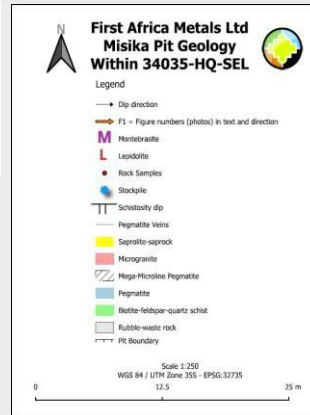 N
First Africa Metals Ltd
Misika Pit Geology
Within 34035-HQ-SEL
Legend
Dip direction
F1 = Figure numbers (photos) in text and direction
M Montebrasite
L Lepidolite
Rock Samples
Stockpile
Schistosity dip
Pegmatite Veins
Saprolite-saprock
Microgranite
Mega-Microline Pegmatite
Pegmatite
Biotite-feldspar-quartz schist
Rubble-waste rock
Pit Boundary
Scale 1:250
WGS 84 / UTM Zone 35S - EPSG:32735
0 12.5 25 m